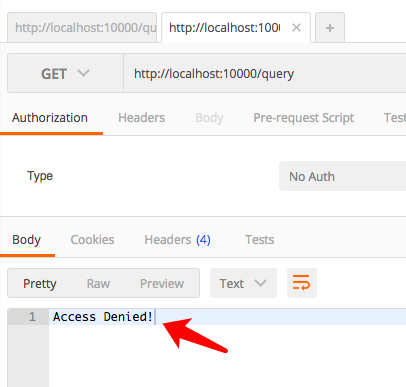 http://localhost:10000/qu
http://localhost:100
GET
http://localhost:10000/query
Authorization
Headers
Body
Pre-request Script
Test
Type
No Auth
Body
Cookies
Headers (4)
Tests
Pretty
Raw
Preview
Text
1 Access Denied!